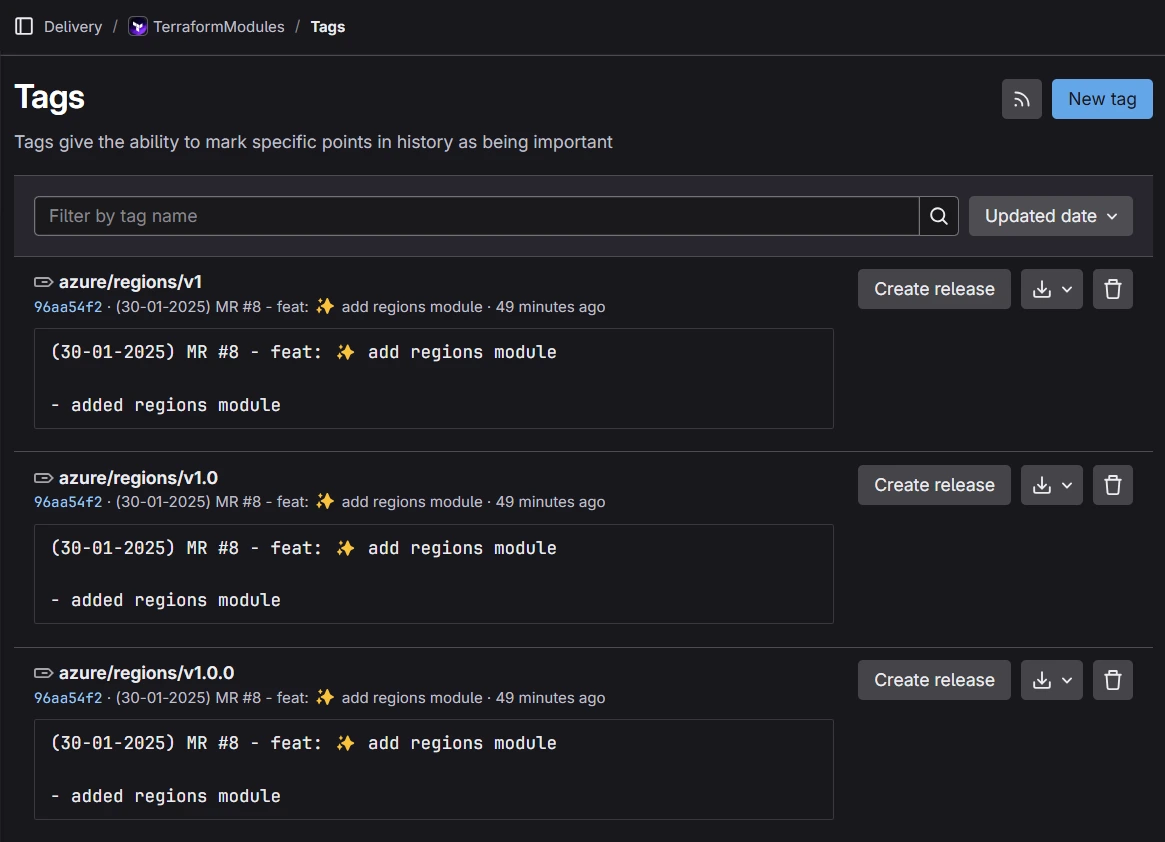 Delivery / TerraformModules / Tags
Tags
New tag
Tags give the ability to mark specific points in history as being important
Filter by tag name
Updated date
azure/regions/v1
Create release
96aa54f2 · (30-01-2025) MR #8 - feat: ✨ add regions module · 49 minutes ago
(30-01-2025) MR #8 - feat: ✨ add regions module
- added regions module
azure/regions/v1.0
Create release
96aa54f2 · (30-01-2025) MR #8 - feat: ✨ add regions module · 49 minutes ago
(30-01-2025) MR #8 - feat: ✨ add regions module
- added regions module
azure/regions/v1.0.0
Create release
96aa54f2 · (30-01-2025) MR #8 - feat: ✨ add regions module · 49 minutes ago
(30-01-2025) MR #8 - feat: ✨ add regions module
- added regions module